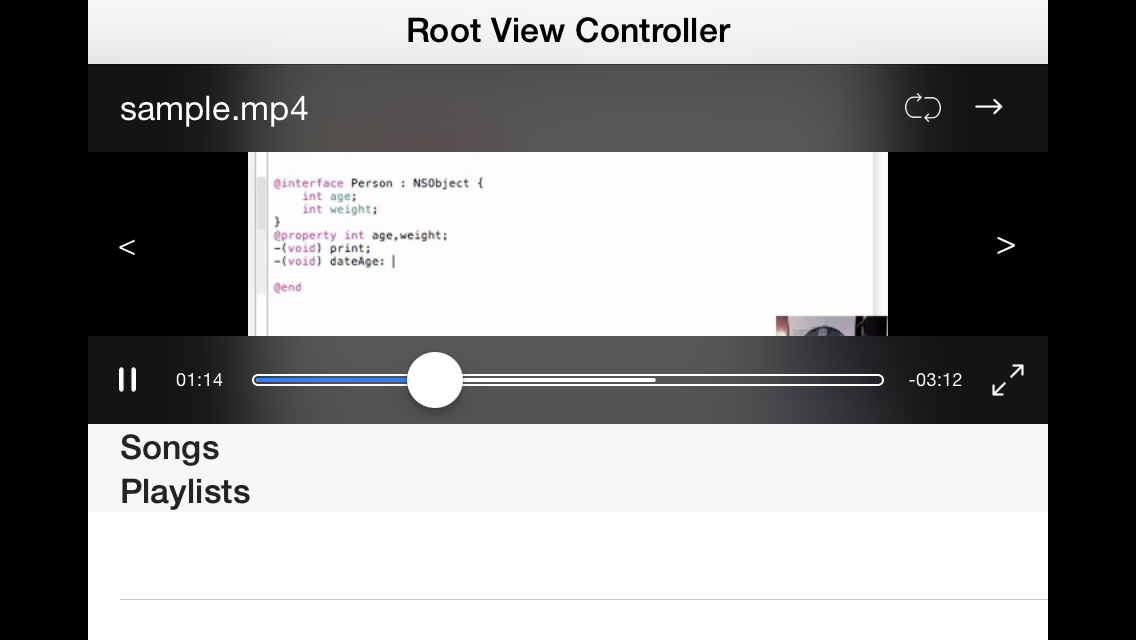 Root View Controller
sample.mp4
@interface Person : NSObject {
int age;
int weight;
}
@property int age,weight;
-(void) print;
-(void) dateAge:
@end
< >
01:14 -03:12
Songs
Playlists